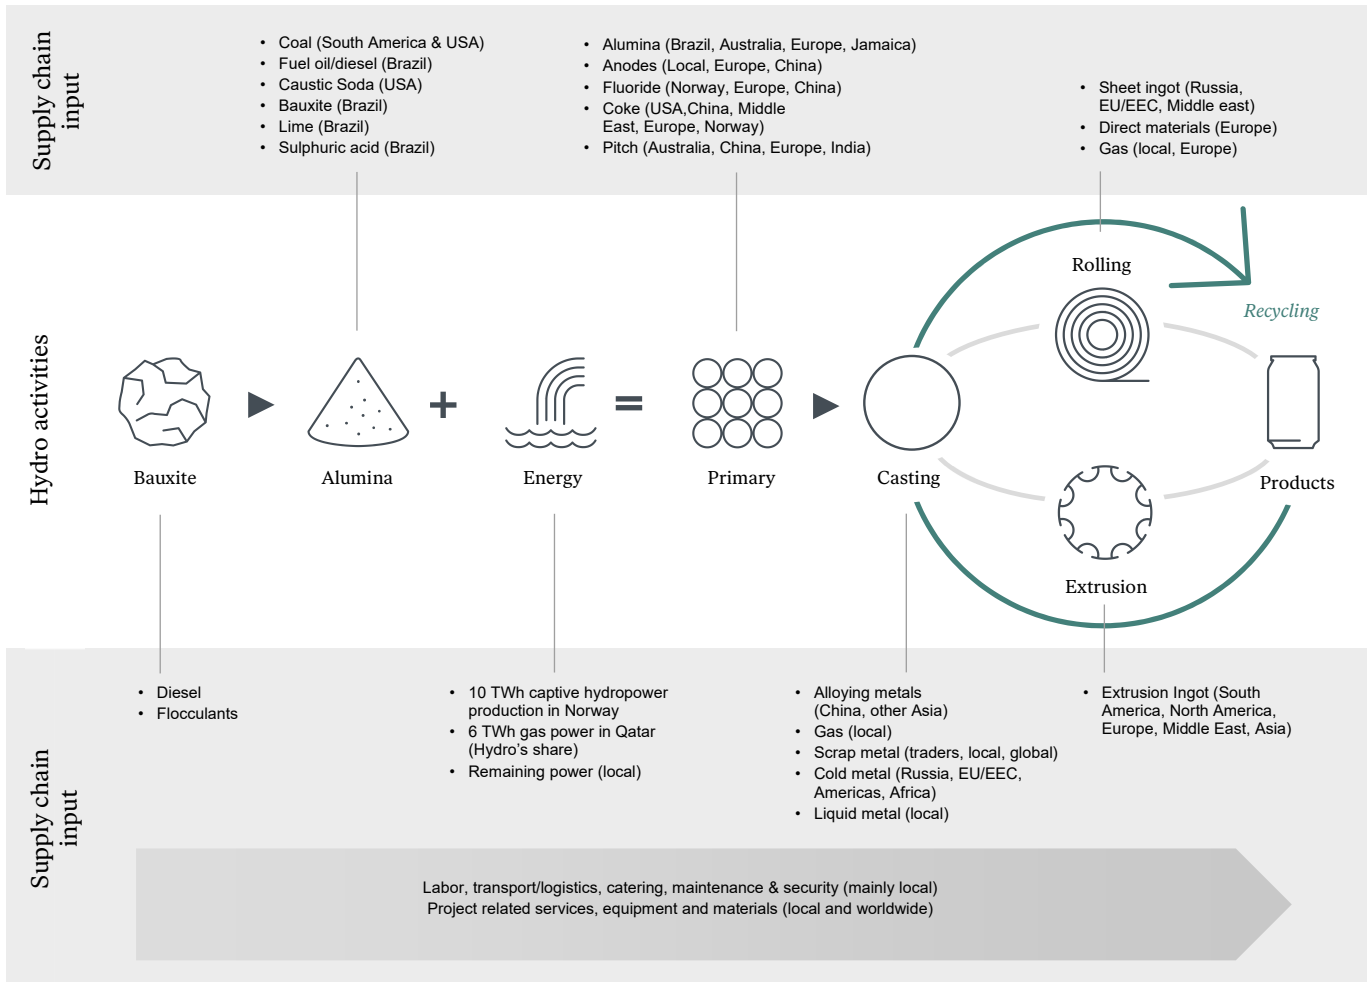 Supply chain
input
• Coal (South America & USA)
• Fuel oil/diesel (Brazil)
• Caustic Soda (USA)
• Bauxite (Brazil)
• Lime (Brazil)
• Sulphuric acid (Brazil)
• Alumina (Brazil, Australia, Europe, Jamaica)
• Anodes (Local, Europe, China)
• Fluoride (Norway, Europe, China)
• Coke (USA,China, Middle
East, Europe, Norway)
• Pitch (Australia, China, Europe, India)
• Sheet ingot (Russia,
EU/EEC, Middle east)
• Direct materials (Europe)
• Gas (local, Europe)
Hydro activities
Bauxite
Alumina
+
Energy
=
Primary
Casting
Rolling
Recycling
Products
Extrusion
Supply chain
input
• Diesel
• Flocculants
• 10 TWh captive hydropower
production in Norway
• 6 TWh gas power in Qatar
(Hydro's share)
• Remaining power (local)
• Alloying metals
(China, other Asia)
• Gas (local)
• Scrap metal (traders, local, global)
• Cold metal (Russia, EU/EEC,
Americas, Africa)
• Liquid metal (local)
• Extrusion Ingot (South
America, North America,
Europe, Middle East, Asia)
Labor, transport/logistics, catering, maintenance & security (mainly local)
Project related services, equipment and materials (local and worldwide)